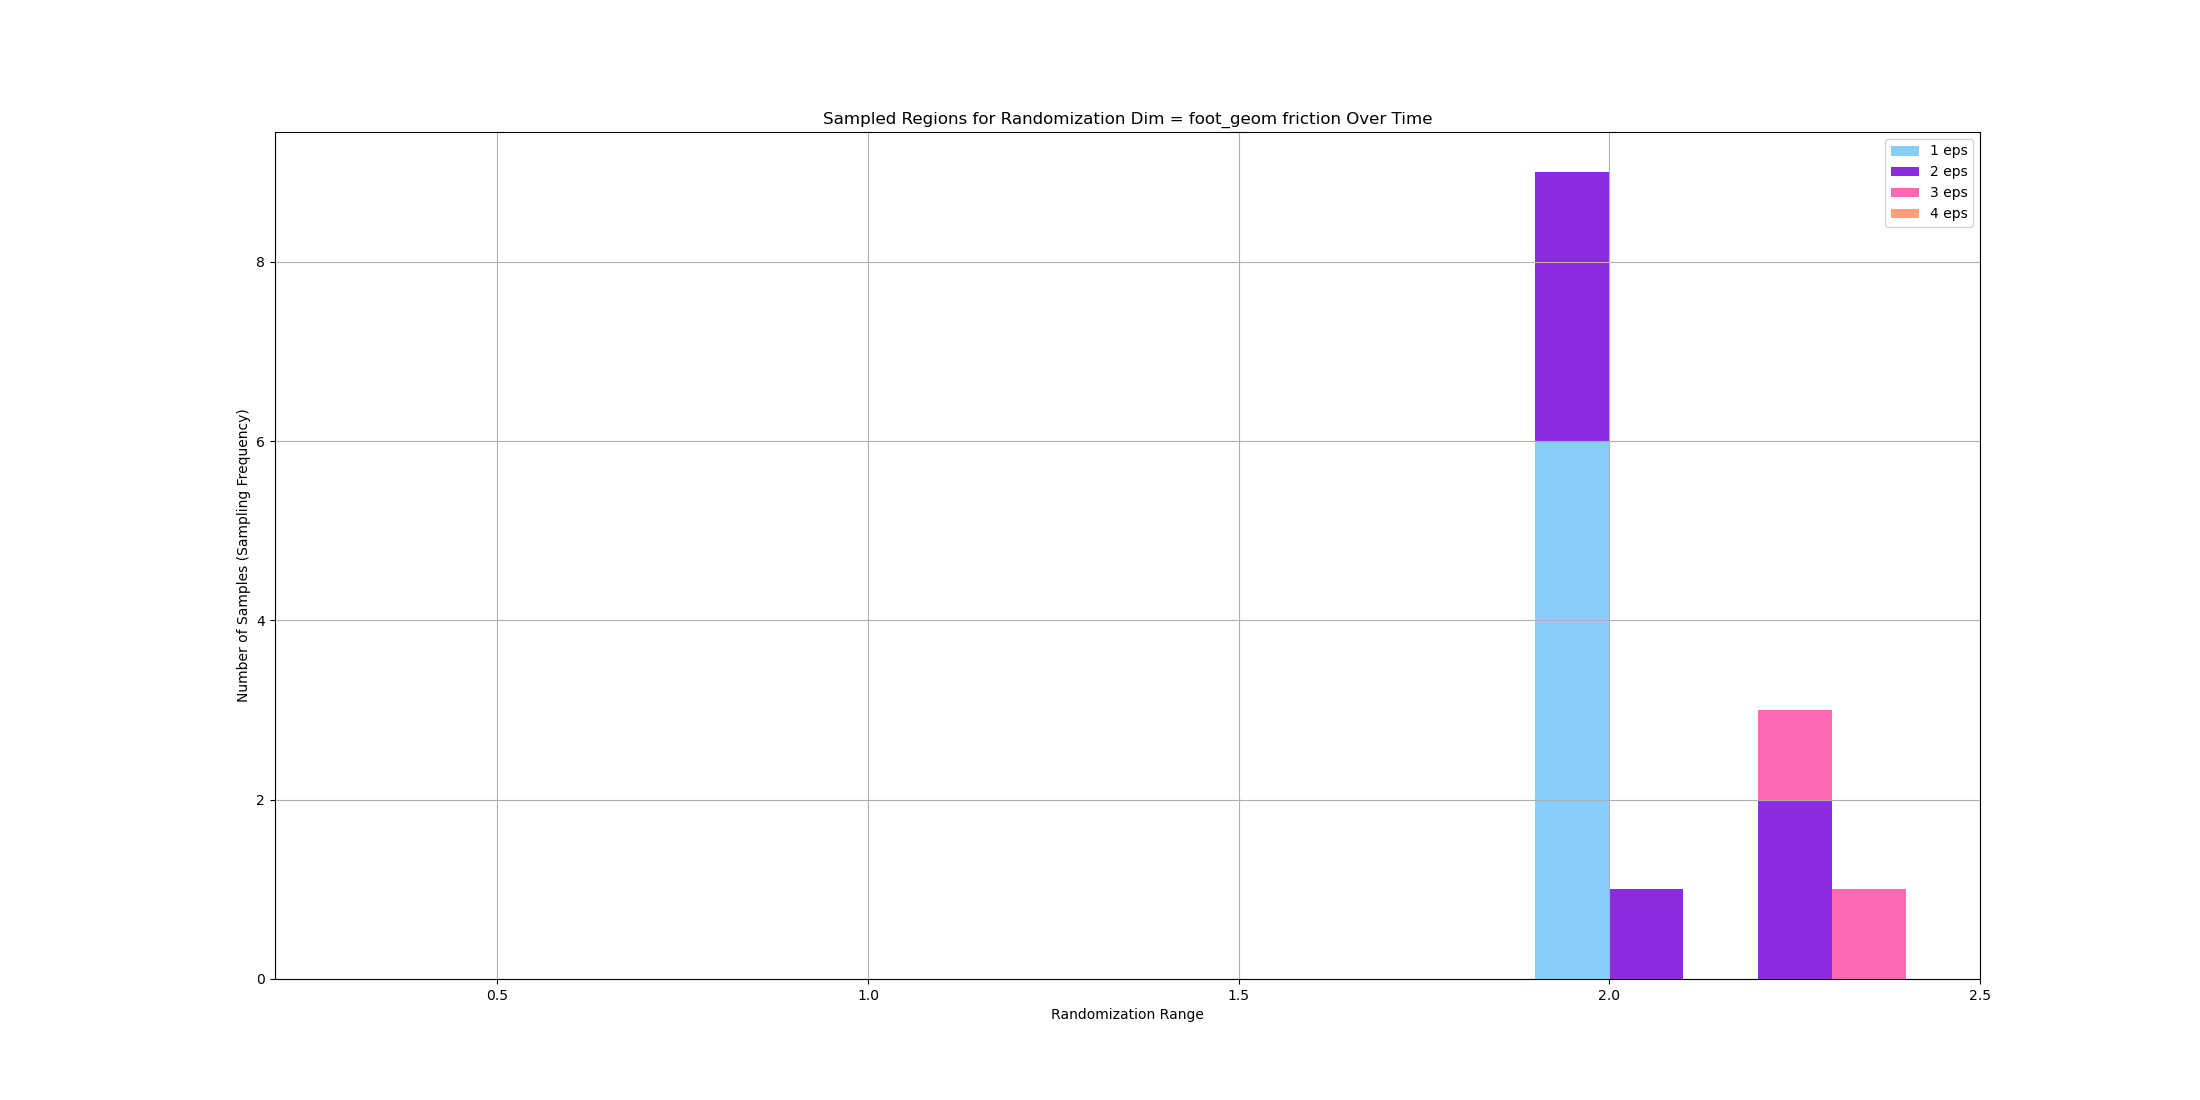 Sampled Regions for Randomization Dim = foot_geom friction Over Time
1 eps
2 eps
3 eps
4 eps
Number of Samples (Sampling Frequency)
8
6
4
2
0
0.5
1.0
1.5
2.0
2.5
Randomization Range